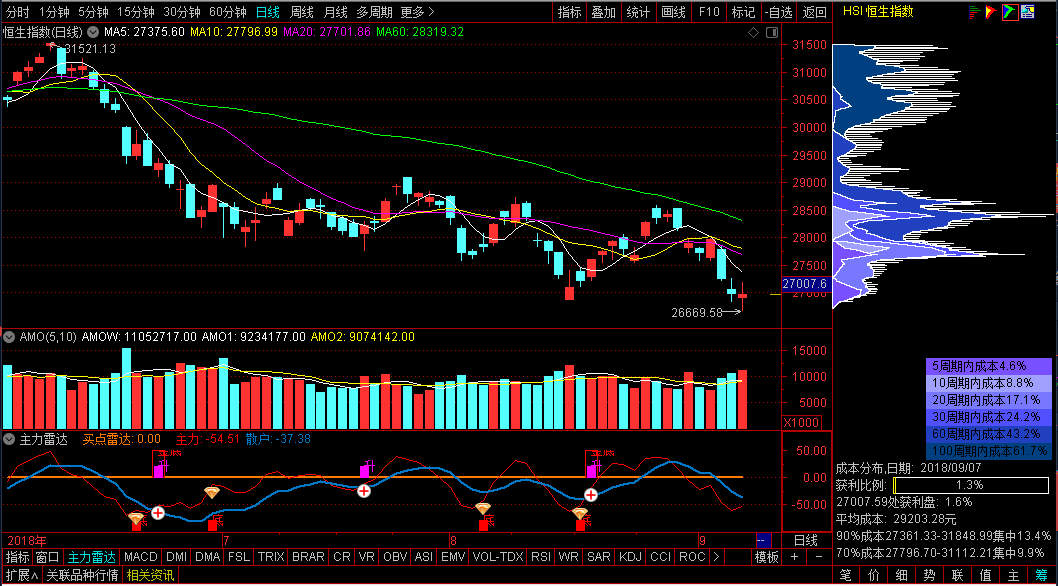 分时 1分钟 5分钟 15分钟 30分钟 60分钟 日线 周线 月线 多周期 更多> 指标 叠加 统计 画线 F10 标记 -自选 返回 HSI 恒生指数
恒生指数(日线) MA5: 27375.60 MA10: 27796.99 MA20: 27701.86 MA60: 28319.32
31521.13
31500
31000
30500
30000
29500
29000
28500
28000
27500
27007.6
27000
26669.58
AMO(5,10) AMOW: 11052717.00 AMO1: 9234177.00 AMO2: 9074142.00
15000
10000
5000
X1000
5周期内成本4.6%
10周期内成本8.8%
20周期内成本17.1%
30周期内成本24.2%
60周期内成本43.2%
100周期内成本61.7%
主力雷达 买点雷达: 0.00 主力: -54.51 散户: -37.38
50.00
0.00
-50.00
升 升 升
成本分布,日期: 2018/09/07
获利比例: 1.3%
27007.59处获利盘: 1.6%
平均成本: 29203.28元
90%成本27361.33-31848.99集中13.4%
70%成本27796.70-31112.21集中9.9%
2018年 7 8 9 日线
指标 窗口 主力雷达 MACD DMI DMA FSL TRIX BRAR CR VR OBV ASI EMV VOL-TDX RSI WR SAR KDJ CCI ROC > 模板 + -
扩展∧ 关联品种行情 相关资讯 笔 价 细 势 联 值 主 筹